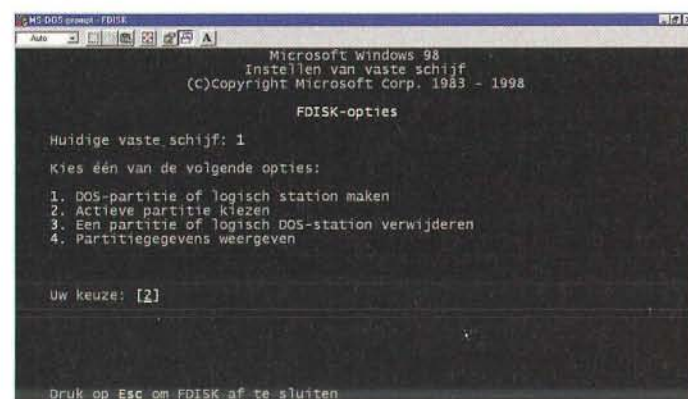 MS-DOS-prompt - FDISK
Auto
A
Microsoft Windows 98
Instellen van vaste schijf
(C)Copyright Microsoft Corp. 1983 - 1998
FDISK-opties
Huidige vaste schijf: 1
Kies één van de volgende opties:
1. DOS-partitie of logisch station maken
2. Actieve partitie kiezen
3. Een partitie of logisch DOS-station verwijderen
4. Partitiegegevens weergeven
Uw keuze: [2]
Druk op Esc om FDISK af te sluiten